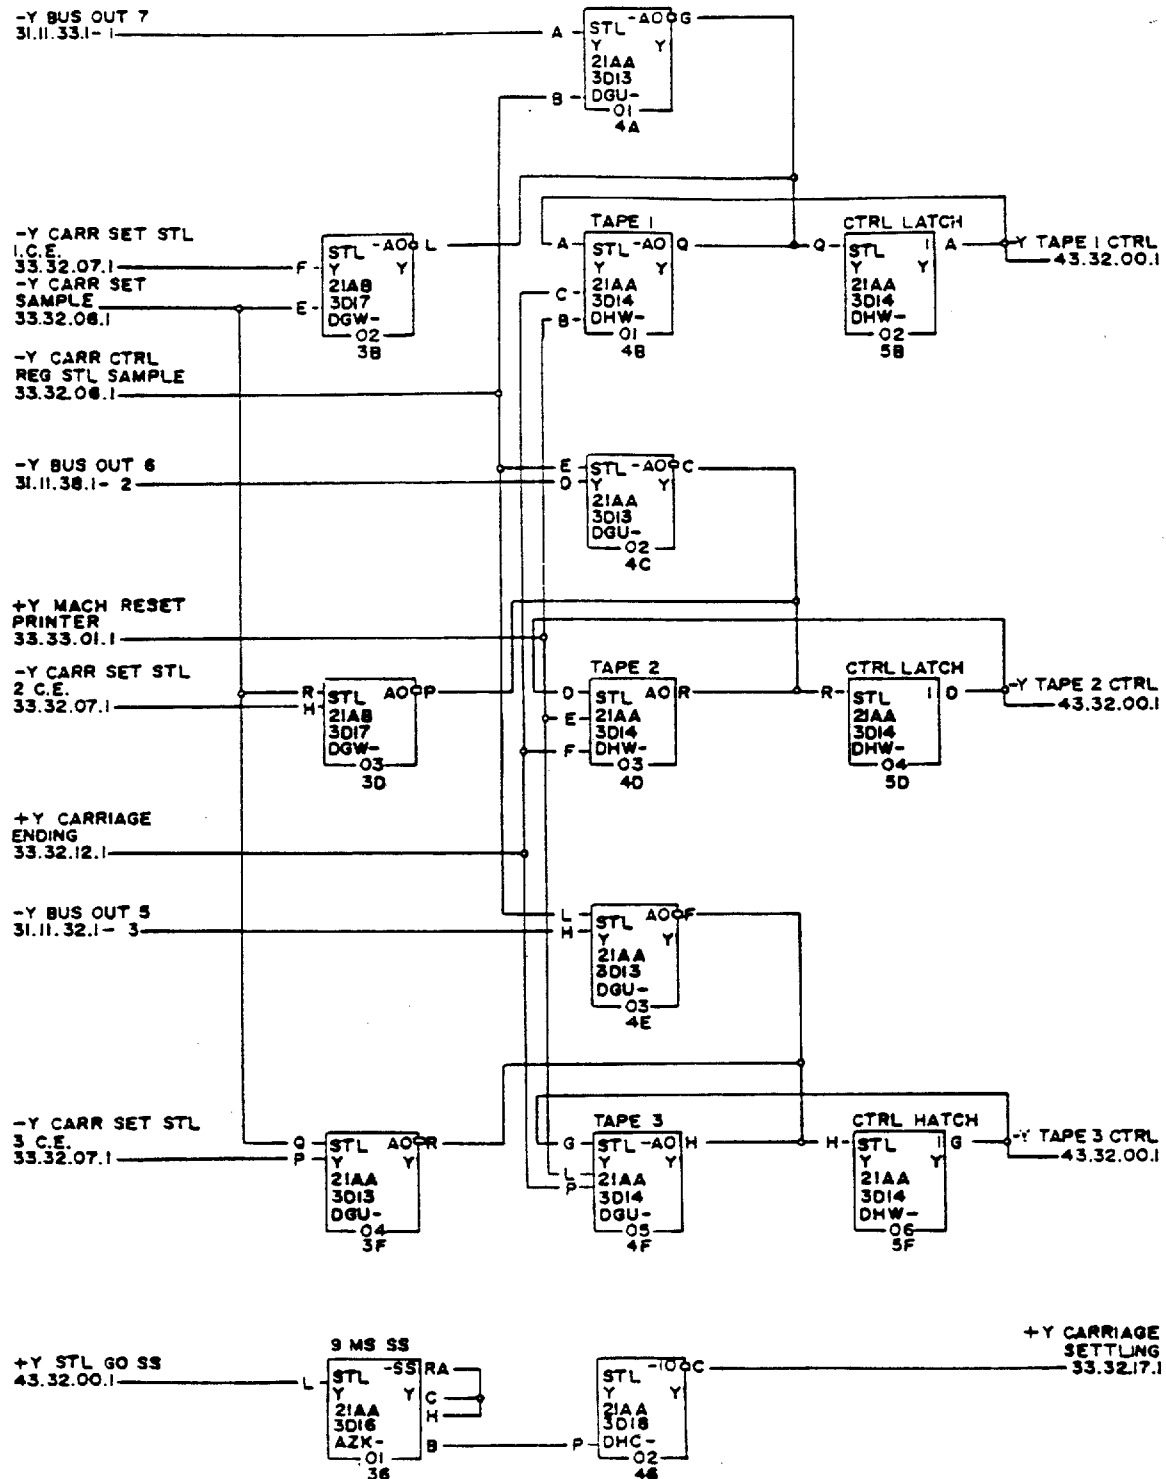 -Y BUS OUT 7
31.11.33.1- 1
A
STL -AO G
Y Y
21AA
3D13
DGU-
B
01
4A
-Y CARR SET STL
1.C.E.
33.32.07.1
F
-Y CARR SET
SAMPLE
33.32.06.1
E
STL -AO L
Y Y
21AB
3D17
DGW-
02
3B
TAPE 1
A
STL -AO Q
Y Y
21AA
C
3D14
B
DHW-
01
4B
CTRL LATCH
Q
STL I A
Y Y
21AA
3D14
DHW-
02
5B
-Y TAPE 1 CTRL
43.32.00.1
-Y CARR CTRL
REG STL SAMPLE
33.32.06.1
-Y BUS OUT 6
31.11.38.1- 2
E
D
STL -AO C
Y Y
21AA
3D13
DGU-
02
4C
+Y MACH RESET
PRINTER
33.33.01.1
-Y CARR SET STL
2 C.E.
33.32.07.1
R
H
STL AO P
21AB
3D17
DGW-
03
3D
TAPE 2
D
STL AO R
E
21AA
3D14
F
DHW-
03
4D
CTRL LATCH
R
STL I D
21AA
3D14
DHW-
04
5D
-Y TAPE 2 CTRL
43.32.00.1
+Y CARRIAGE
ENDING
33.32.12.1
-Y BUS OUT 5
31.11.32.1- 3
L
H
STL AO F
Y Y
21AA
3D13
DGU-
03
4E
-Y CARR SET STL
3 C.E.
33.32.07.1
Q
P
STL AO R
Y Y
21AA
3D13
DGU-
04
3F
TAPE 3
G
STL -AO H
Y Y
L
21AA
P
3D14
DGU-
05
4F
CTRL HATCH
H
STL I G
Y Y
21AA
3D14
DHW-
06
5F
-Y TAPE 3 CTRL
43.32.00.1
+Y STL GO SS
43.32.00.1
L
9 MS SS
STL -SS RA
Y Y C
21AA H
3D16
AZK- B
01
36
P
STL -IO C
Y Y
21AA
3D18
DHC-
02
46
+Y CARRIAGE
SETTLING
33.32.17.1